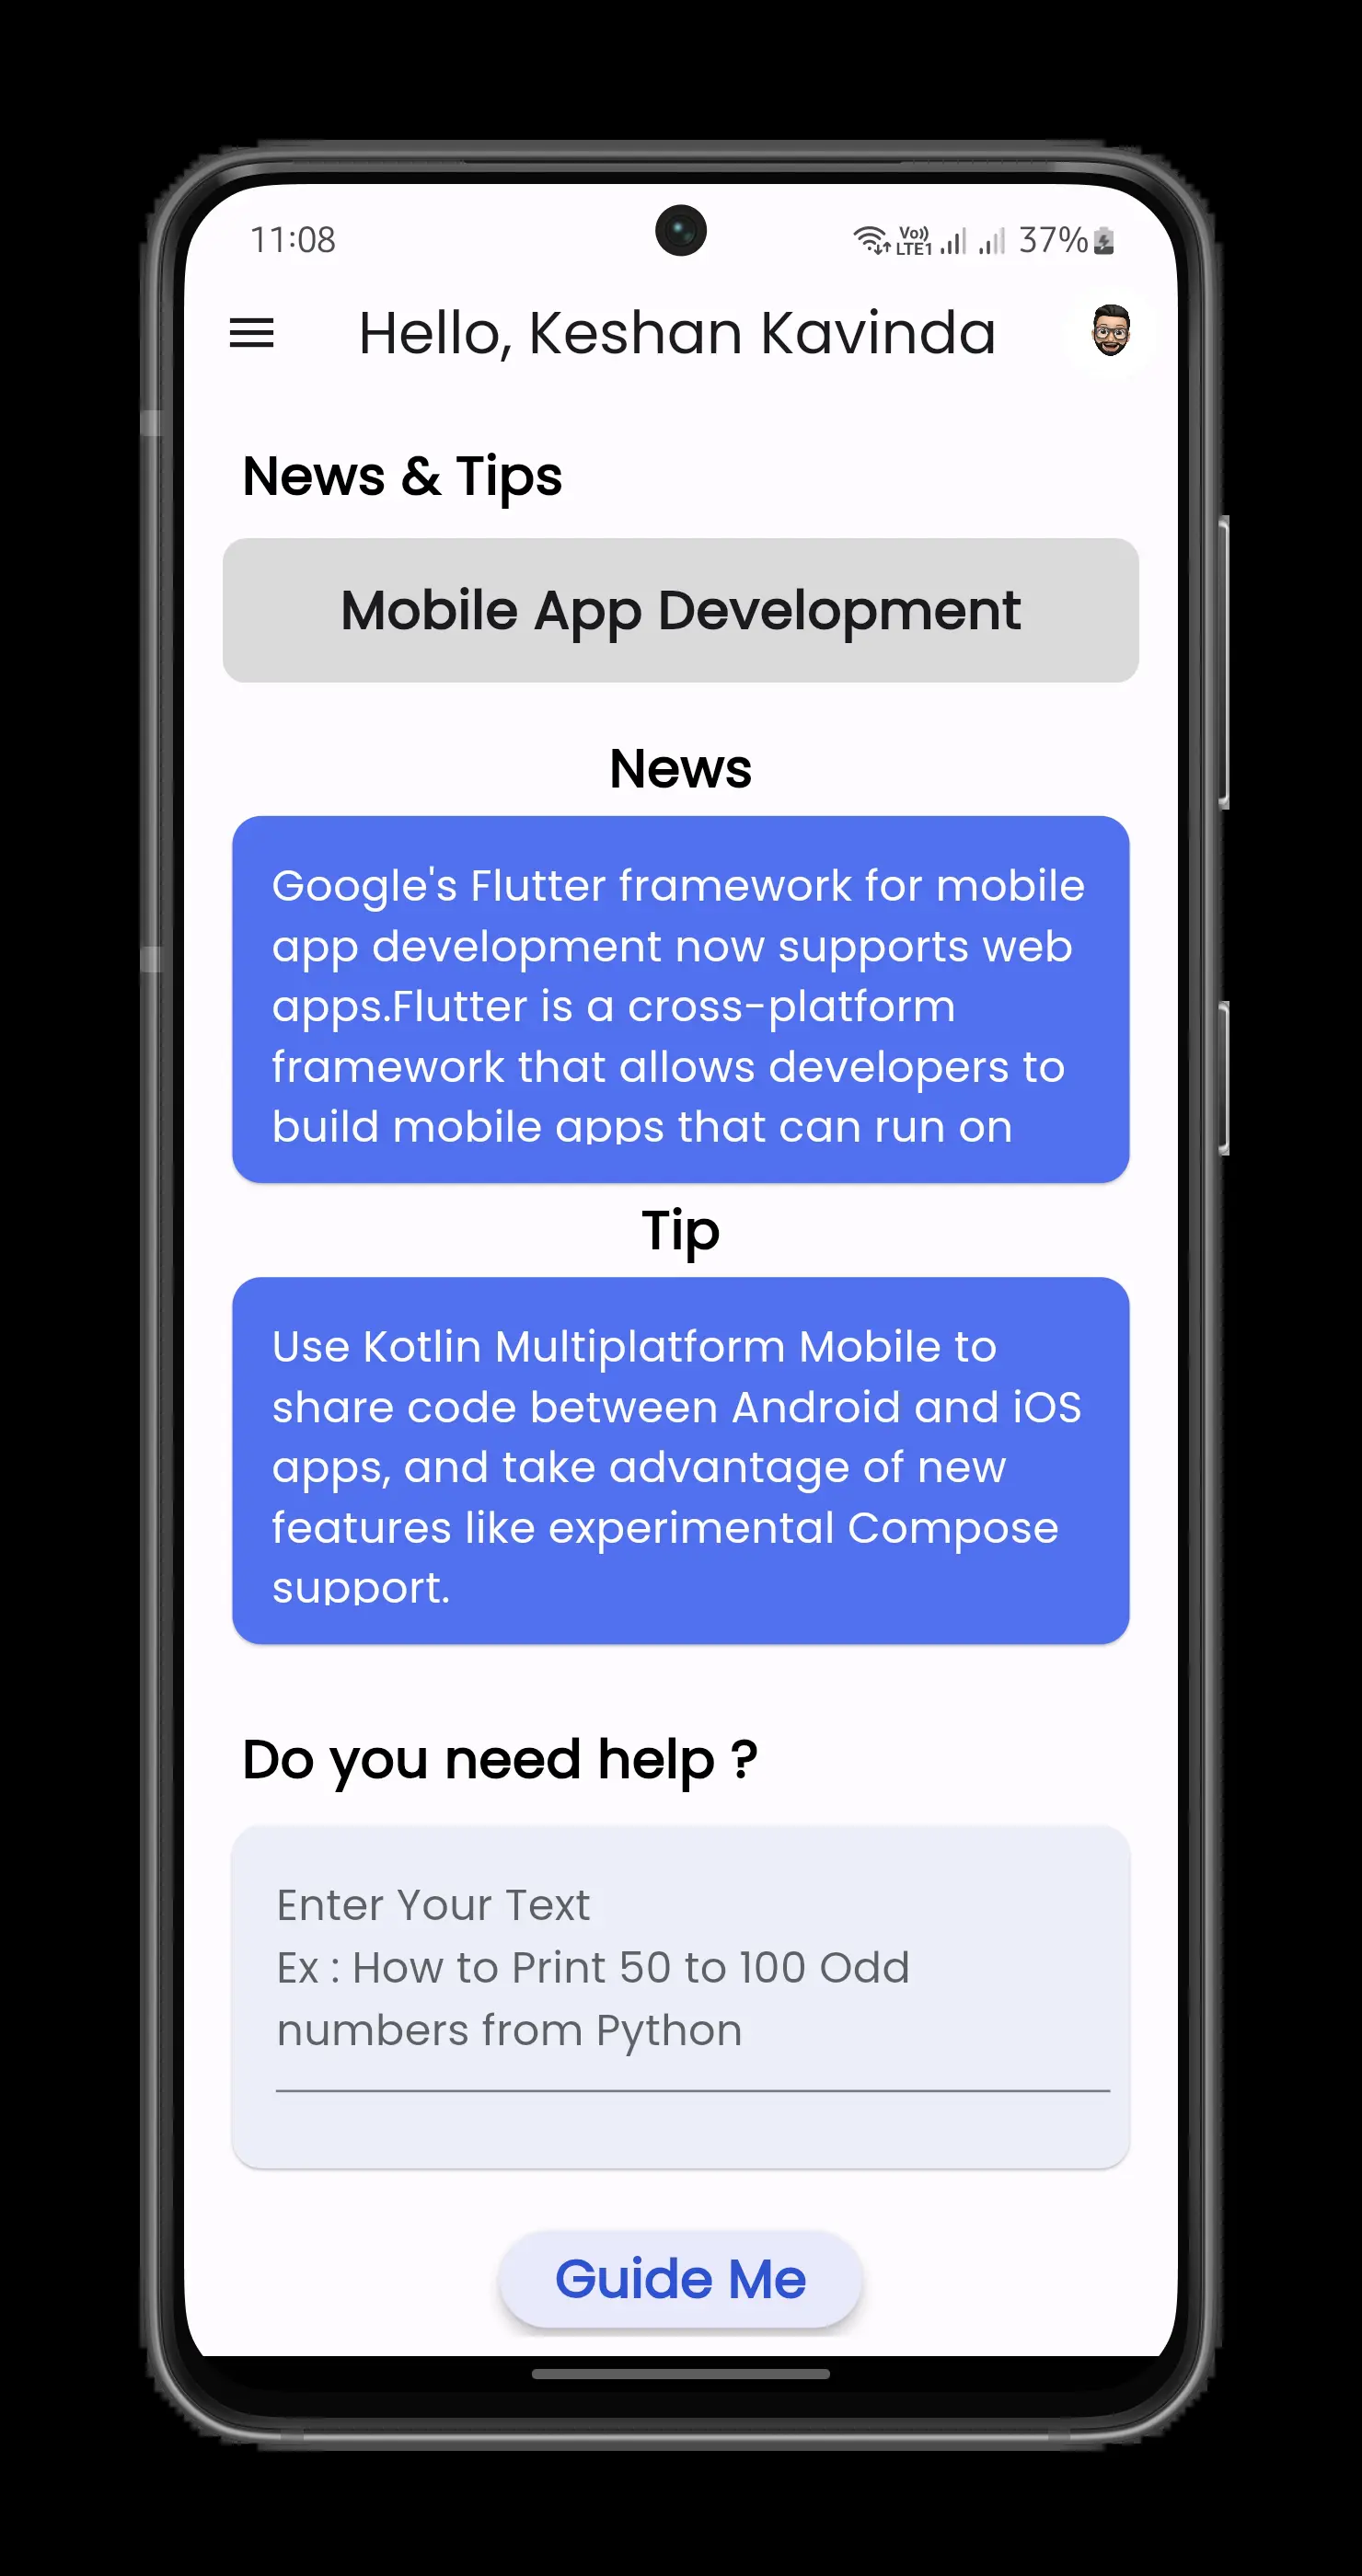 11:08
Vo)) LTE1 37%
Hello, Keshan Kavinda
News & Tips
Mobile App Development
News
Google's Flutter framework for mobile
app development now supports web
apps.Flutter is a cross-platform
framework that allows developers to
build mobile apps that can run on
Tip
Use Kotlin Multiplatform Mobile to
share code between Android and iOS
apps, and take advantage of new
features like experimental Compose
support.
Do you need help ?
Enter Your Text
Ex : How to Print 50 to 100 Odd
numbers from Python
Guide Me